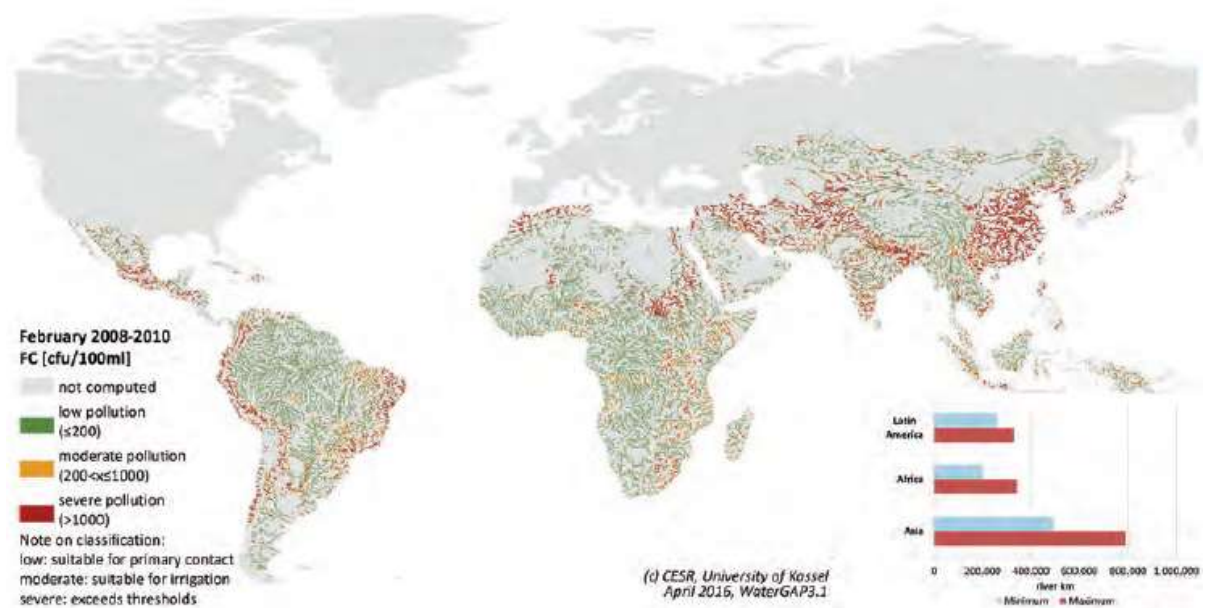 February 2008-2010
FC [cfu/100ml]
not computed
low pollution
(≤200)
moderate pollution
(200<x≤1000)
severe pollution
(>1000)
Note on classification:
low: suitable for primary contact
moderate: suitable for irrigation
severe: exceeds thresholds
(c) CESR, University of Kassel
April 2016, WaterGAP3.1
Latin
America
Africa
Asia
0 200,000 400,000 600,000 800,000 1,000,000
river km
Minimum Maximum